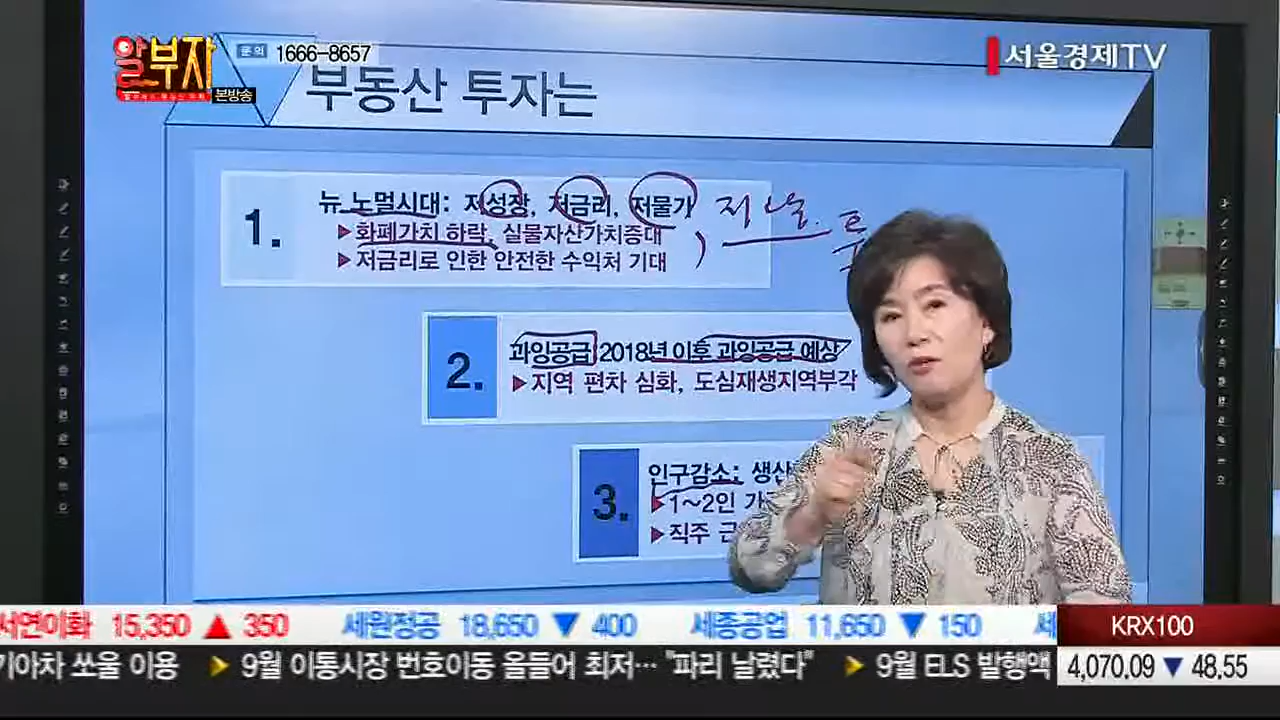 알부자
문의 1666-8657
본방송
서울경제TV
부동산 투자는
1.
뉴 노멀시대: 저성장, 저금리, 저물가
▶화폐가치 하락, 실물자산가치증대
▶저금리로 인한 안전한 수익처 기대
2.
과잉공급 2018년 이후 과잉공급 예상
▶지역 편차 심화, 도심재생지역부각
3.
인구감소: 생산
▶1~2인 가
▶직주 근
서연이화 15,350 ▲ 350 세원정공 18,650 ▼ 400 세종공업 11,650 ▼ 150 세
KRX100
기아차 쏘울 이용 > 9월 이통시장 번호이동 올들어 최저… "파리 날렸다" > 9월 ELS 발행액
4,070.09 ▼ 48.55